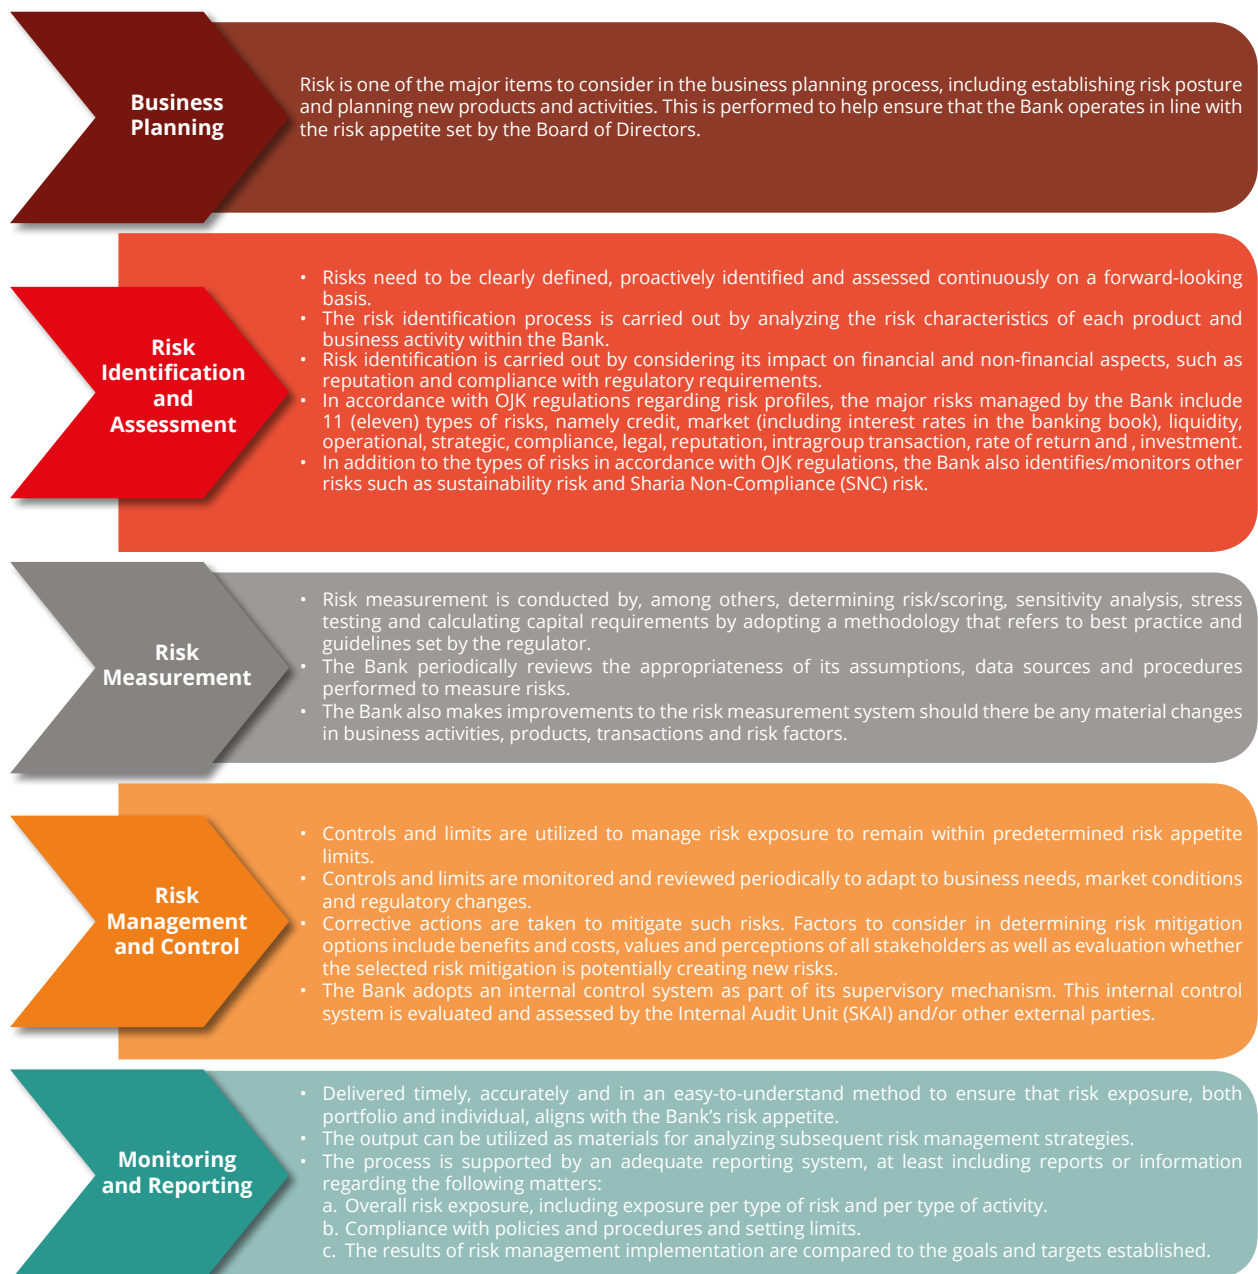 Business
Planning
Risk is one of the major items to consider in the business planning process, including establishing risk posture
and planning new products and activities. This is performed to help ensure that the Bank operates in line with
the risk appetite set by the Board of Directors.
Risk
Identification
and
Assessment
• Risks need to be clearly defined, proactively identified and assessed continuously on a forward-looking
basis.
• The risk identification process is carried out by analyzing the risk characteristics of each product and
business activity within the Bank.
• Risk identification is carried out by considering its impact on financial and non-financial aspects, such as
reputation and compliance with regulatory requirements.
• In accordance with OJK regulations regarding risk profiles, the major risks managed by the Bank include
11 (eleven) types of risks, namely credit, market (including interest rates in the banking book), liquidity,
operational, strategic, compliance, legal, reputation, intragroup transaction, rate of return and , investment.
• In addition to the types of risks in accordance with OJK regulations, the Bank also identifies/monitors other
risks such as sustainability risk and Sharia Non-Compliance (SNC) risk.
Risk
Measurement
• Risk measurement is conducted by, among others, determining risk/scoring, sensitivity analysis, stress
testing and calculating capital requirements by adopting a methodology that refers to best practice and
guidelines set by the regulator.
• The Bank periodically reviews the appropriateness of its assumptions, data sources and procedures
performed to measure risks.
• The Bank also makes improvements to the risk measurement system should there be any material changes
in business activities, products, transactions and risk factors.
Risk
Management
and Control
• Controls and limits are utilized to manage risk exposure to remain within predetermined risk appetite
limits.
• Controls and limits are monitored and reviewed periodically to adapt to business needs, market conditions
and regulatory changes.
• Corrective actions are taken to mitigate such risks. Factors to consider in determining risk mitigation
options include benefits and costs, values and perceptions of all stakeholders as well as evaluation whether
the selected risk mitigation is potentially creating new risks.
• The Bank adopts an internal control system as part of its supervisory mechanism. This internal control
system is evaluated and assessed by the Internal Audit Unit (SKAI) and/or other external parties.
Monitoring
and Reporting
• Delivered timely, accurately and in an easy-to-understand method to ensure that risk exposure, both
portfolio and individual, aligns with the Bank's risk appetite.
• The output can be utilized as materials for analyzing subsequent risk management strategies.
• The process is supported by an adequate reporting system, at least including reports or information
regarding the following matters:
a. Overall risk exposure, including exposure per type of risk and per type of activity.
b. Compliance with policies and procedures and setting limits.
c. The results of risk management implementation are compared to the goals and targets established.